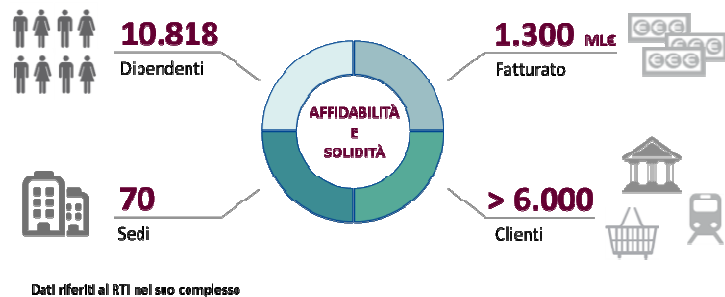 10.818
Dipendenti
1.300 ML€
Fatturato
AFFIDABILITÀ
E
SOLIDITÀ
70
Sedi
> 6.000
Clienti
Dati riferiti al RTI nel suo complesso